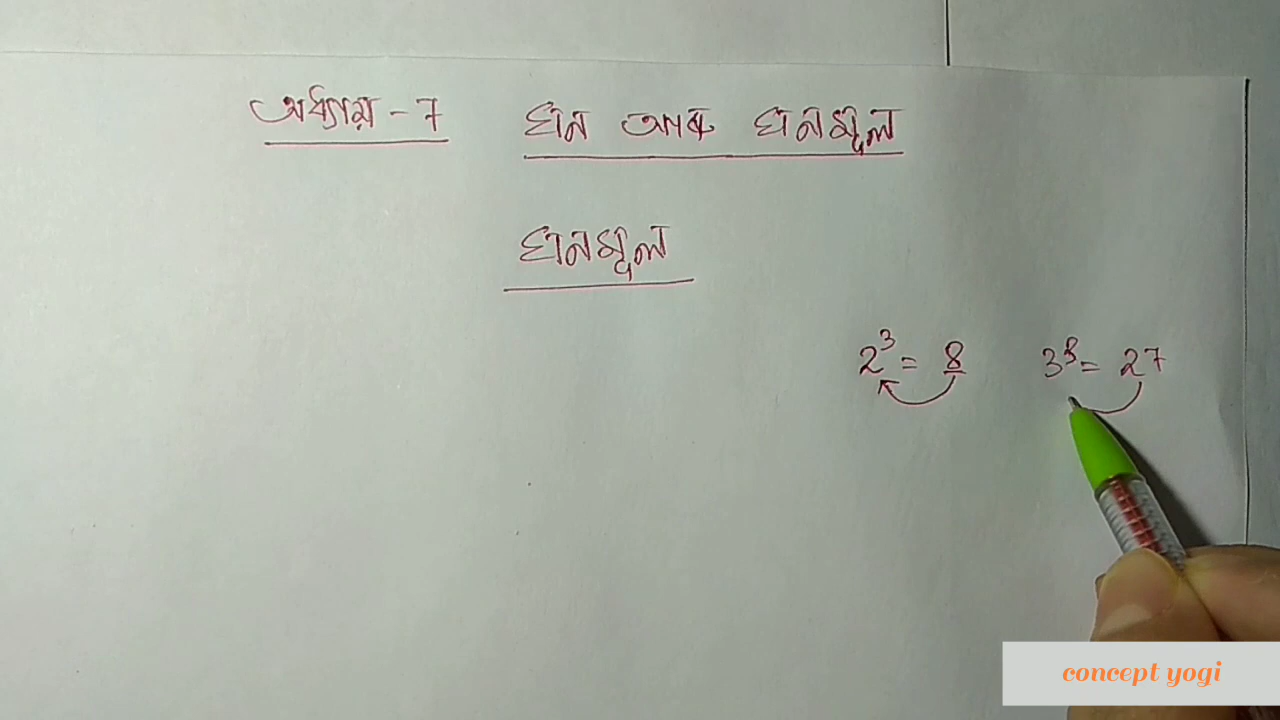 অধ্যায় - 7 ঘন আৰু ঘনমূল
ঘনমূল
2³ = 8 3³ = 27
concept yogi